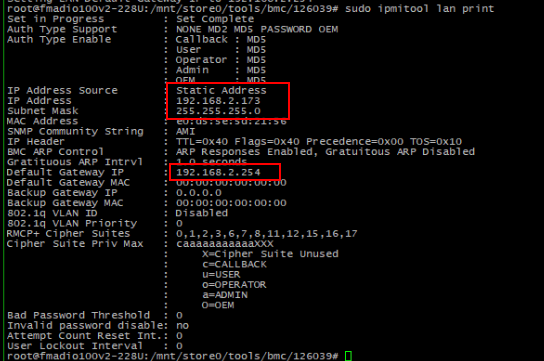 root@fmadio100v2-228U:/mnt/store0/tools/bmc/126039# sudo ipmitool lan print
Set in Progress         : Set Complete
Auth Type Support       : NONE MD2 MD5 PASSWORD OEM
Auth Type Enable        : Callback : MD5
                        : User     : MD5
                        : Operator : MD5
                        : Admin    : MD5
                        : OEM      : MD5
IP Address Source       : Static Address
IP Address              : 192.168.2.173
Subnet Mask             : 255.255.255.0
MAC Address             : e0:d5:5e:5d:21:56
SNMP Community String   : AMI
IP Header               : TTL=0x40 Flags=0x40 Precedence=0x00 TOS=0x10
BMC ARP Control         : ARP Responses Enabled, Gratuitous ARP Disabled
Gratituous ARP Intrvl   : 1.0 seconds
Default Gateway IP      : 192.168.2.254
Default Gateway MAC     : 00:00:00:00:00:00
Backup Gateway IP       : 0.0.0.0
Backup Gateway MAC      : 00:00:00:00:00:00
802.1q VLAN ID          : Disabled
802.1q VLAN Priority    : 0
RMCP+ Cipher Suites     : 0,1,2,3,6,7,8,11,12,15,16,17
Cipher Suite Priv Max   : caaaaaaaaaaaXXX
                        :     X=Cipher Suite Unused
                        :     c=CALLBACK
                        :     u=USER
                        :     o=OPERATOR
                        :     a=ADMIN
                        :     O=OEM
Bad Password Threshold  : 0
Invalid password disable: no
Attempt Count Reset Int.: 0
User Lockout Interval   : 0
root@fmadio100v2-228U:/mnt/store0/tools/bmc/126039#